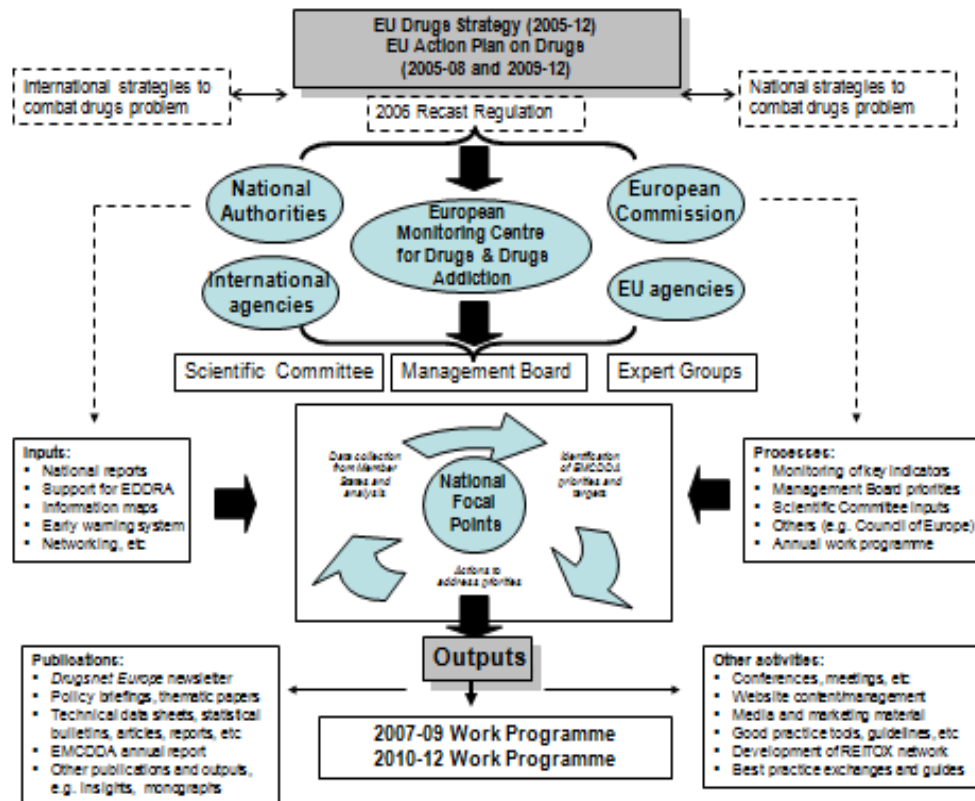 EU Drugs Strategy (2005-12)
EU Action Plan on Drugs
(2005-08 and 2009-12)
International strategies to
combat drugs problem
National strategies to
combat drugs problem
2006 Recast Regulation
National
Authorities
European
Monitoring Centre
for Drugs & Drugs
Addiction
European
Commission
International
agencies
EU agencies
Scientific Committee
Management Board
Expert Groups
Inputs:
▪ National reports
▪ Support for EDDRA
▪ Information maps
▪ Early warning system
▪ Networking, etc
Data collection
from Member
States and
analysis
National
Focal
Points
Identification
of EMCDDA
priorities and
targets
Actions to
address priorities
Processes:
▪ Monitoring of key indicators
▪ Management Board priorities
▪ Scientific Committee inputs
▪ Others (e.g. Council of Europe)
▪ Annual work programme
Outputs
Publications:
▪ Drugsnet Europe newsletter
▪ Policy briefings, thematic papers
▪ Technical data sheets, statistical
bulletins, articles, reports, etc
▪ EMCDDA annual report
▪ Other publications and outputs,
e.g. Insights, monographs
2007-09 Work Programme
2010-12 Work Programme
Other activities:
▪ Conferences, meetings, etc
▪ Website content/management
▪ Media and marketing material
▪ Good practice tools, guidelines, etc
▪ Development of REITOX network
▪ Best practice exchanges and guides